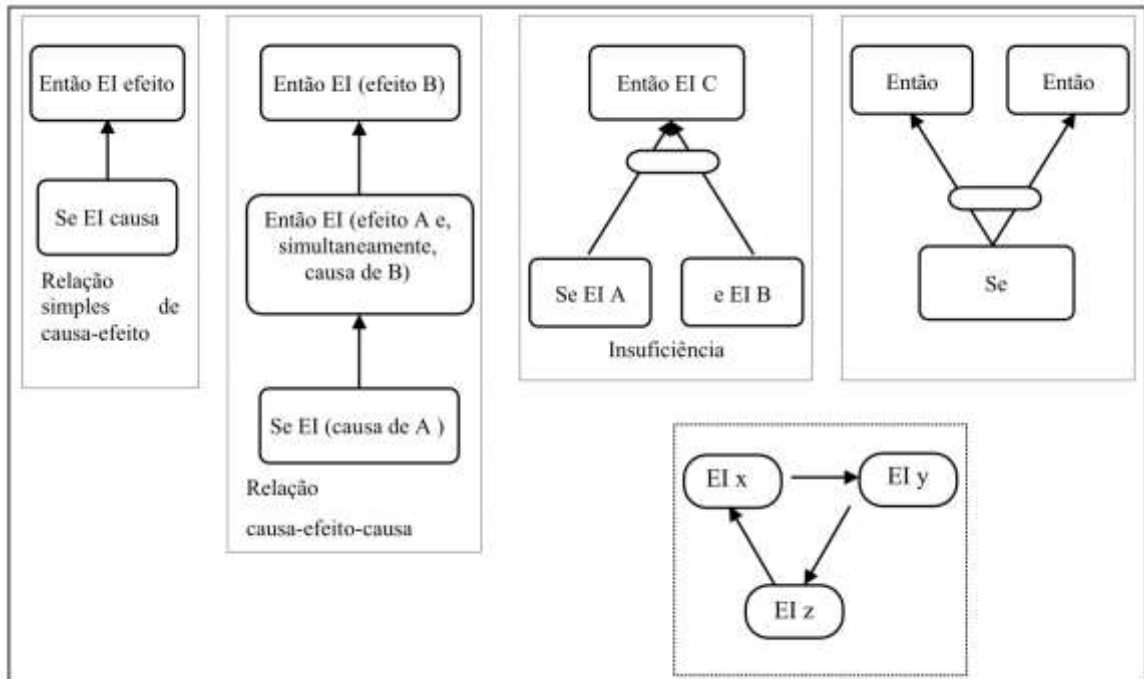 Então EI efeito
Se EI causa
Relação
simples de
causa-efeito
Então EI (efeito B)
Então EI (efeito A e,
simultaneamente,
causa de B)
Se EI (causa de A )
Relação
causa-efeito-causa
Então EI C
Se EI A
e EI B
Insuficiência
Então
Então
Se
EI x
EI y
EI z